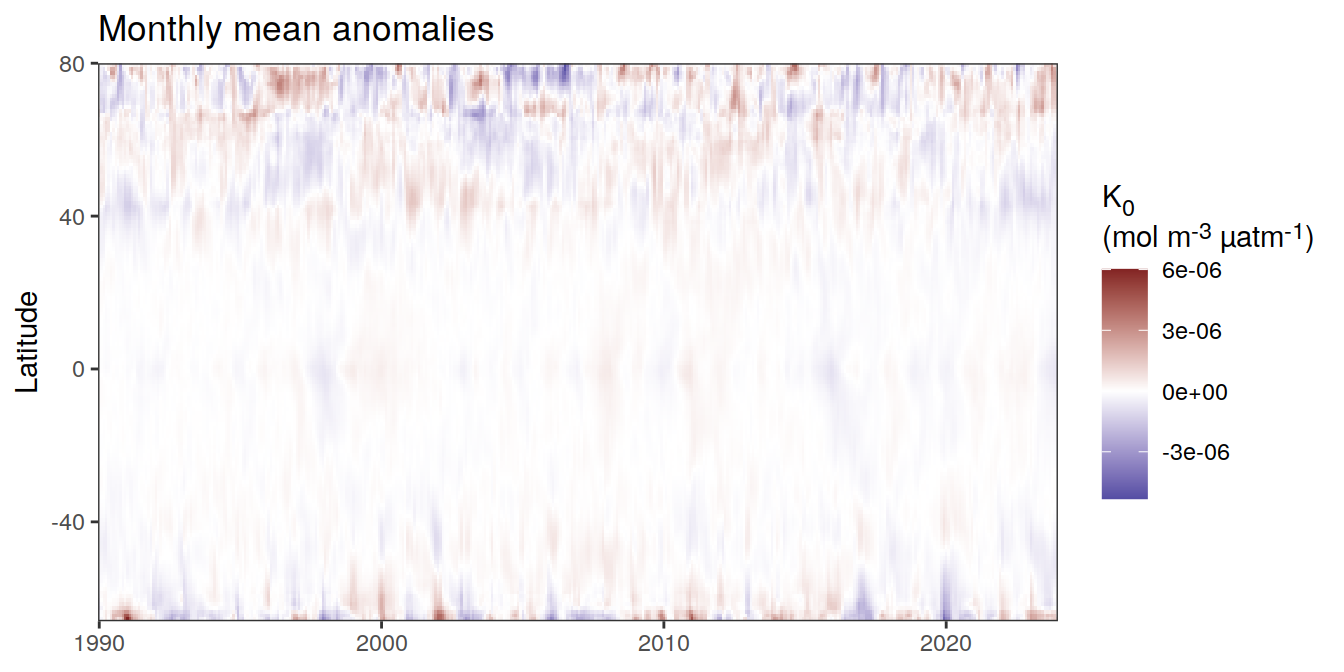 Monthly mean anomalies
80
40
0
-40
Latitude
1990
2000
2010
2020
K₀
(mol m⁻³ µatm⁻¹)
6e-06
3e-06
0e+00
-3e-06